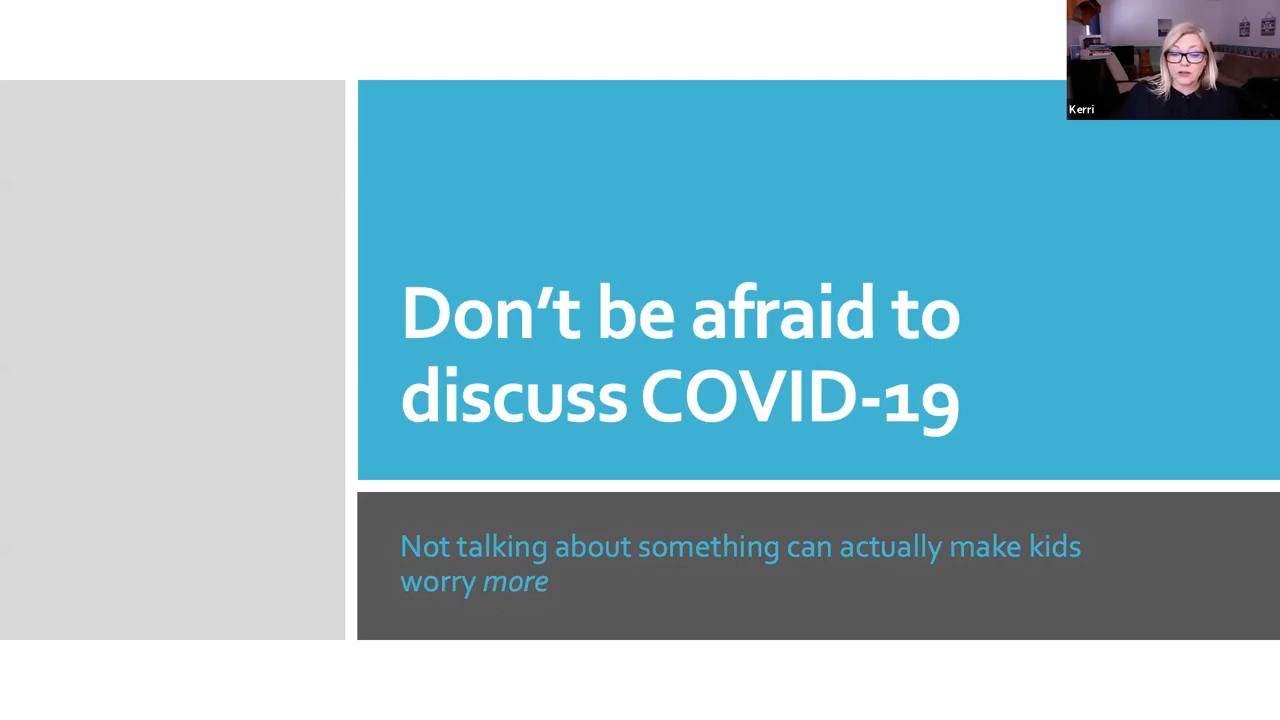 Kerri
Don't be afraid to
discuss COVID-19
Not talking about something can actually make kids
worry more